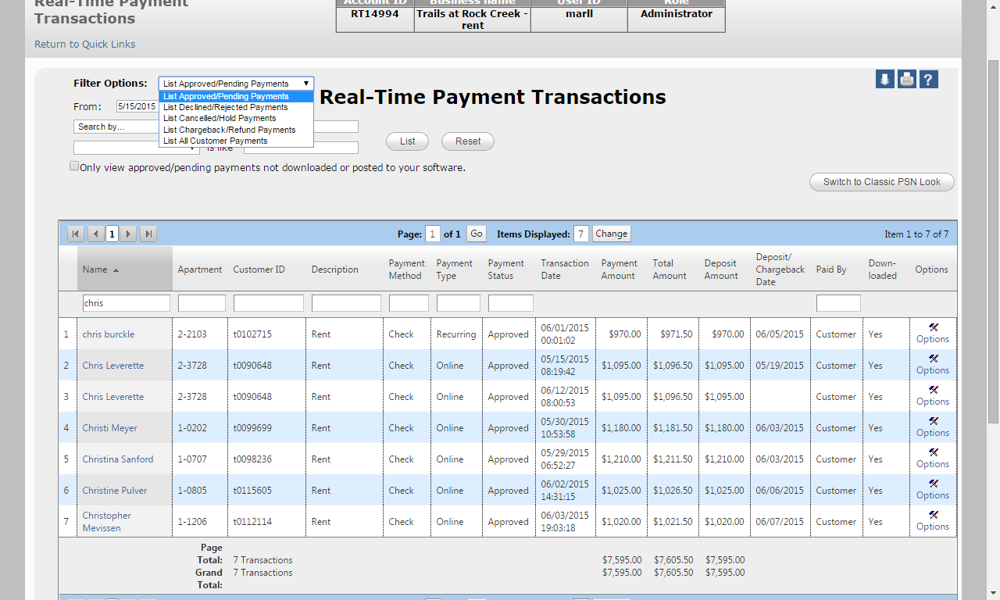 Real-Time Payment
Transactions
Return to Quick Links
Account ID Business name User ID Role
RT14994 Trails at Rock Creek - rent marll Administrator
Filter Options: List Approved/Pending Payments
List Approved/Pending Payments
List Declined/Rejected Payments
List Cancelled/Hold Payments
List Chargeback/Refund Payments
List All Customer Payments
From: 5/15/2015
Real-Time Payment Transactions
Search by...
is like
List Reset
Only view approved/pending payments not downloaded or posted to your software.
Switch to Classic PSN Look
1 Page: 1 of 1 Go Items Displayed: 7 Change Item 1 to 7 of 7
Name Apartment Customer ID Description Payment Method Payment Type Payment Status Transaction Date Payment Amount Total Amount Deposit Amount Deposit/ Chargeback Date Paid By Down-loaded Options
chris
1 chris burckle 2-2103 t0102715 Rent Check Recurring Approved 06/01/2015 00:01:02 $970.00 $971.50 $970.00 06/05/2015 Customer Yes Options
2 Chris Leverette 2-3728 t0090648 Rent Check Online Approved 05/15/2015 08:19:42 $1,095.00 $1,096.50 $1,095.00 05/19/2015 Customer Yes Options
3 Chris Leverette 2-3728 t0090648 Rent Check Online Approved 06/12/2015 08:00:53 $1,095.00 $1,096.50 $1,095.00 Customer Yes Options
4 Christi Meyer 1-0202 t0099699 Rent Check Online Approved 05/30/2015 10:53:58 $1,180.00 $1,181.50 $1,180.00 06/03/2015 Customer Yes Options
5 Christina Sanford 1-0707 t0098236 Rent Check Online Approved 05/29/2015 06:52:27 $1,210.00 $1,211.50 $1,210.00 06/03/2015 Customer Yes Options
6 Christine Pulver 1-0805 t0115605 Rent Check Online Approved 06/02/2015 14:31:15 $1,025.00 $1,026.50 $1,025.00 06/06/2015 Customer Yes Options
7 Christopher Mevissen 1-1206 t0112114 Rent Check Online Approved 06/03/2015 19:03:18 $1,020.00 $1,021.50 $1,020.00 06/07/2015 Customer Yes Options
Page Total: 7 Transactions $7,595.00 $7,605.50 $7,595.00
Grand Total: 7 Transactions $7,595.00 $7,605.50 $7,595.00